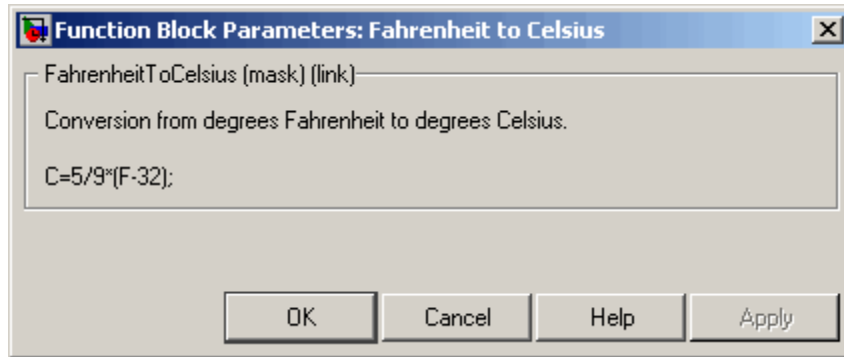 Function Block Parameters: Fahrenheit to Celsius
FahrenheitToCelsius (mask) (link)
Conversion from degrees Fahrenheit to degrees Celsius.
C=5/9*(F-32);
OK Cancel Help Apply